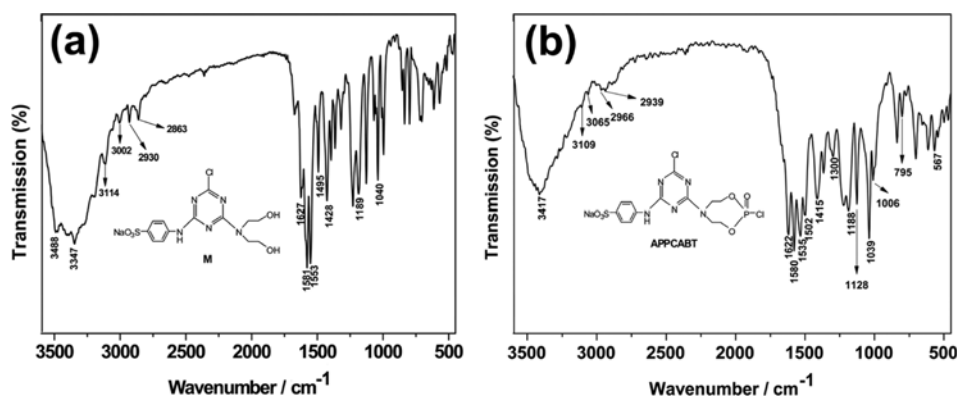 (a)
Transmission (%)
3488
3347
3114
3002
2930
2863
1627
1581
1553
1495
1428
1189
1040
Cl
N
N
N
NaO3S
N
H
N
OH
OH
M
3500 3000 2500 2000 1500 1000 500
Wavenumber / cm-1
(b)
Transmission (%)
3417
3109
3065
2966
2939
1622
1580
1535
1502
1415
1300
1188
1128
1039
1006
795
567
Cl
N
N
N
NaO3S
N
H
N
O
O
P
O
Cl
APPCABT
3500 3000 2500 2000 1500 1000 500
Wavenumber / cm-1